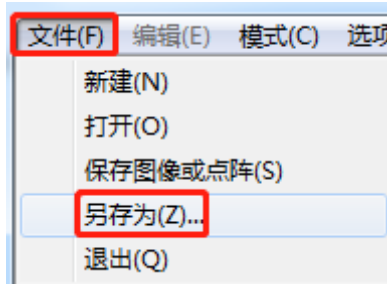 文件(F) 编辑(E) 模式(C) 选项
新建(N)
打开(O)
保存图像或点阵(S)
另存为(Z)...
退出(Q)